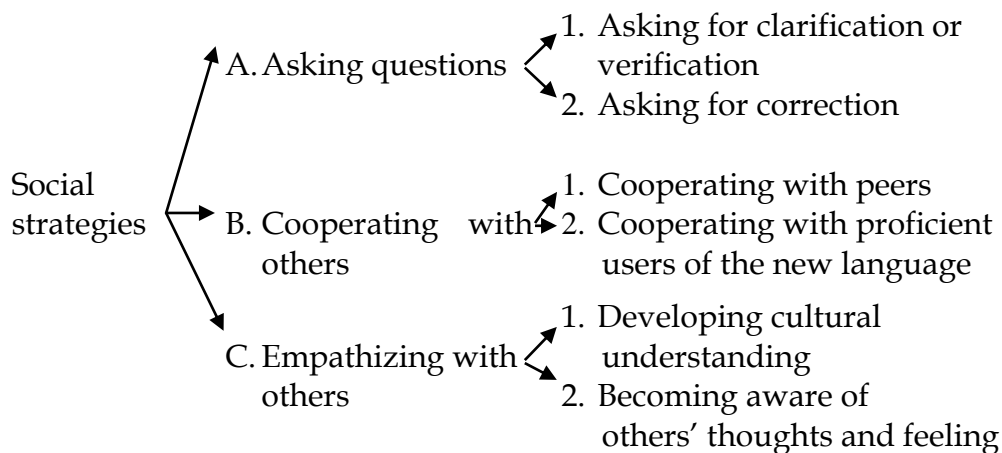 Social
strategies
A. Asking questions
1. Asking for clarification or
verification
2. Asking for correction
B. Cooperating with
others
1. Cooperating with peers
2. Cooperating with proficient
users of the new language
C. Empathizing with
others
1. Developing cultural
understanding
2. Becoming aware of
others’ thoughts and feeling